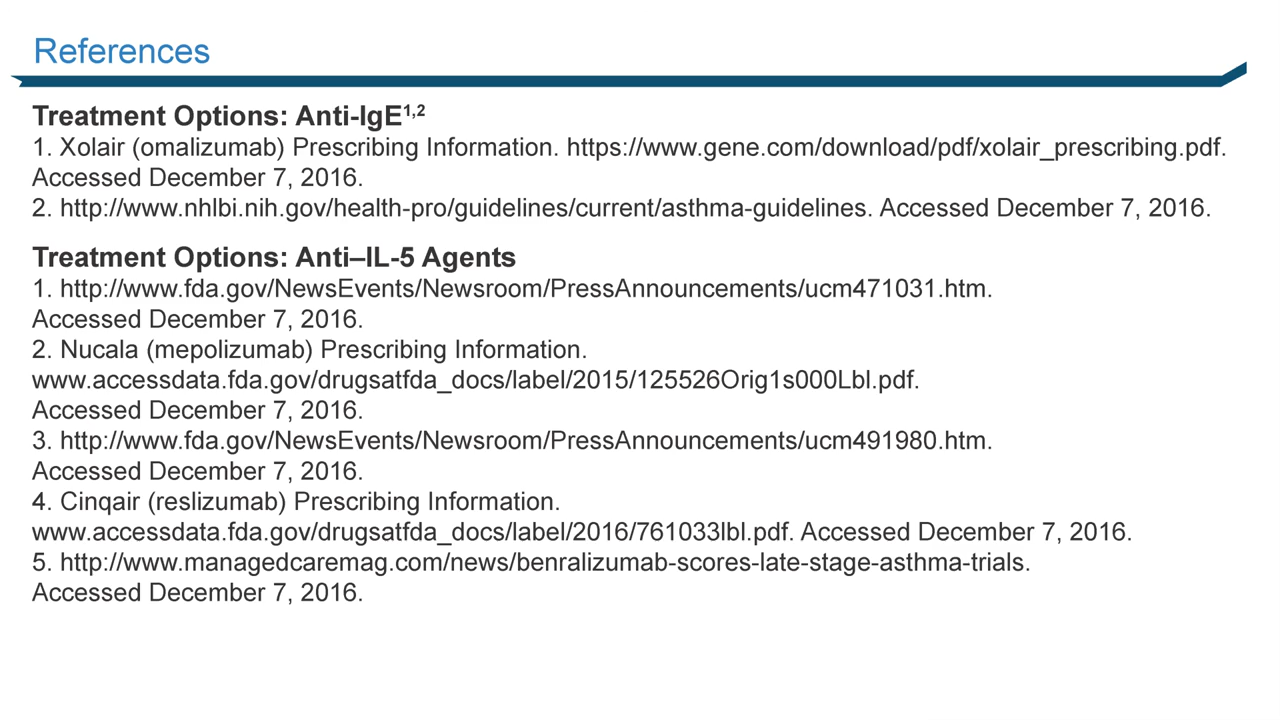 References
Treatment Options: Anti-IgE1,2
1. Xolair (omalizumab) Prescribing Information. https://www.gene.com/download/pdf/xolair_prescribing.pdf.
Accessed December 7, 2016.
2. http://www.nhlbi.nih.gov/health-pro/guidelines/current/asthma-guidelines. Accessed December 7, 2016.
Treatment Options: Anti–IL-5 Agents
1. http://www.fda.gov/NewsEvents/Newsroom/PressAnnouncements/ucm471031.htm.
Accessed December 7, 2016.
2. Nucala (mepolizumab) Prescribing Information.
www.accessdata.fda.gov/drugsatfda_docs/label/2015/125526Orig1s000Lbl.pdf.
Accessed December 7, 2016.
3. http://www.fda.gov/NewsEvents/Newsroom/PressAnnouncements/ucm491980.htm.
Accessed December 7, 2016.
4. Cinqair (reslizumab) Prescribing Information.
www.accessdata.fda.gov/drugsatfda_docs/label/2016/761033lbl.pdf. Accessed December 7, 2016.
5. http://www.managedcaremag.com/news/benralizumab-scores-late-stage-asthma-trials.
Accessed December 7, 2016.